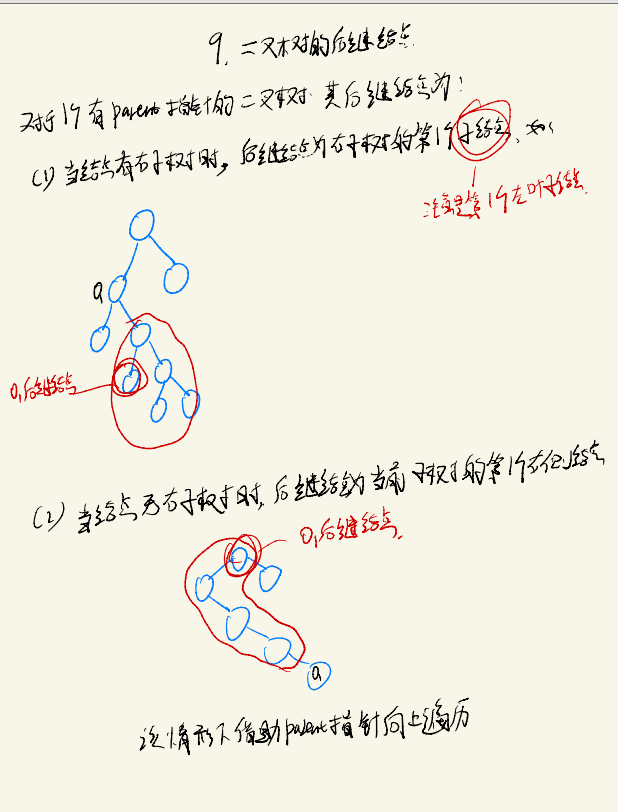 9. 二叉树的后继结点
对于1个有parent指针的二叉树 其后继结点为:
(1) 当结点有右子树时, 后继结点为右子树的第1个子结点, 如
注意是第1个左叶子结点
a
a,后继结点
(2) 当结点无右子树时, 后继结点为当前子树的第1个右侧结点
a,后继结点
a
该情形下借助parent指针向上遍历